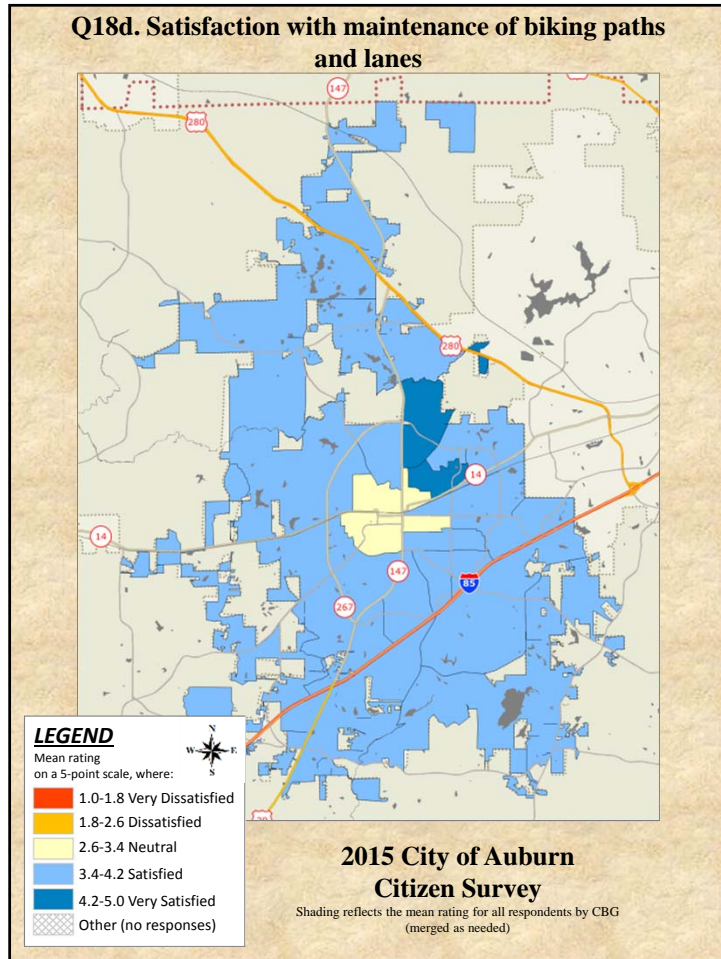 Q18d. Satisfaction with maintenance of biking paths
and lanes
147
280
280
14
14
147
85
267
LEGEND
Mean rating
on a 5-point scale, where:
N
W E
S
1.0-1.8 Very Dissatisfied
1.8-2.6 Dissatisfied
2.6-3.4 Neutral
3.4-4.2 Satisfied
4.2-5.0 Very Satisfied
Other (no responses)
2015 City of Auburn
Citizen Survey
Shading reflects the mean rating for all respondents by CBG
(merged as needed)